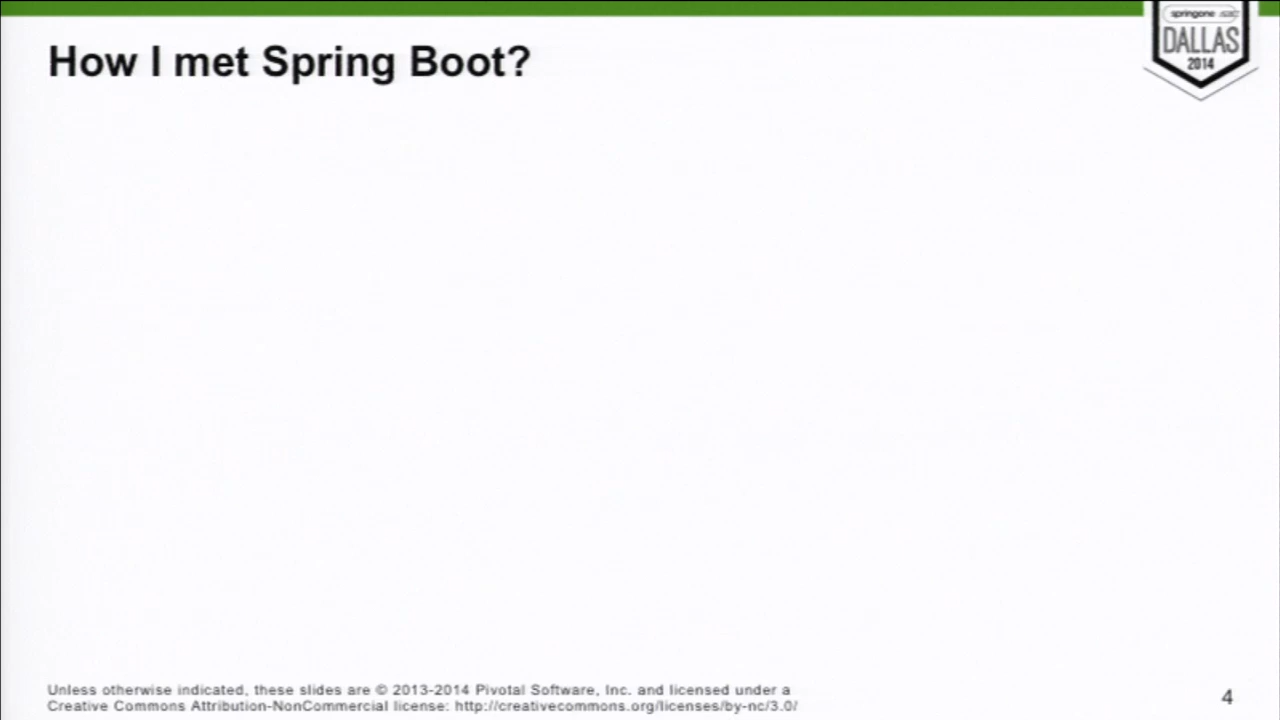 springone
DALLAS
2014
How I met Spring Boot?
Unless otherwise indicated, these slides are © 2013-2014 Pivotal Software, Inc. and licensed under a
Creative Commons Attribution-NonCommercial license: http://creativecommons.org/licenses/by-nc/3.0/
4